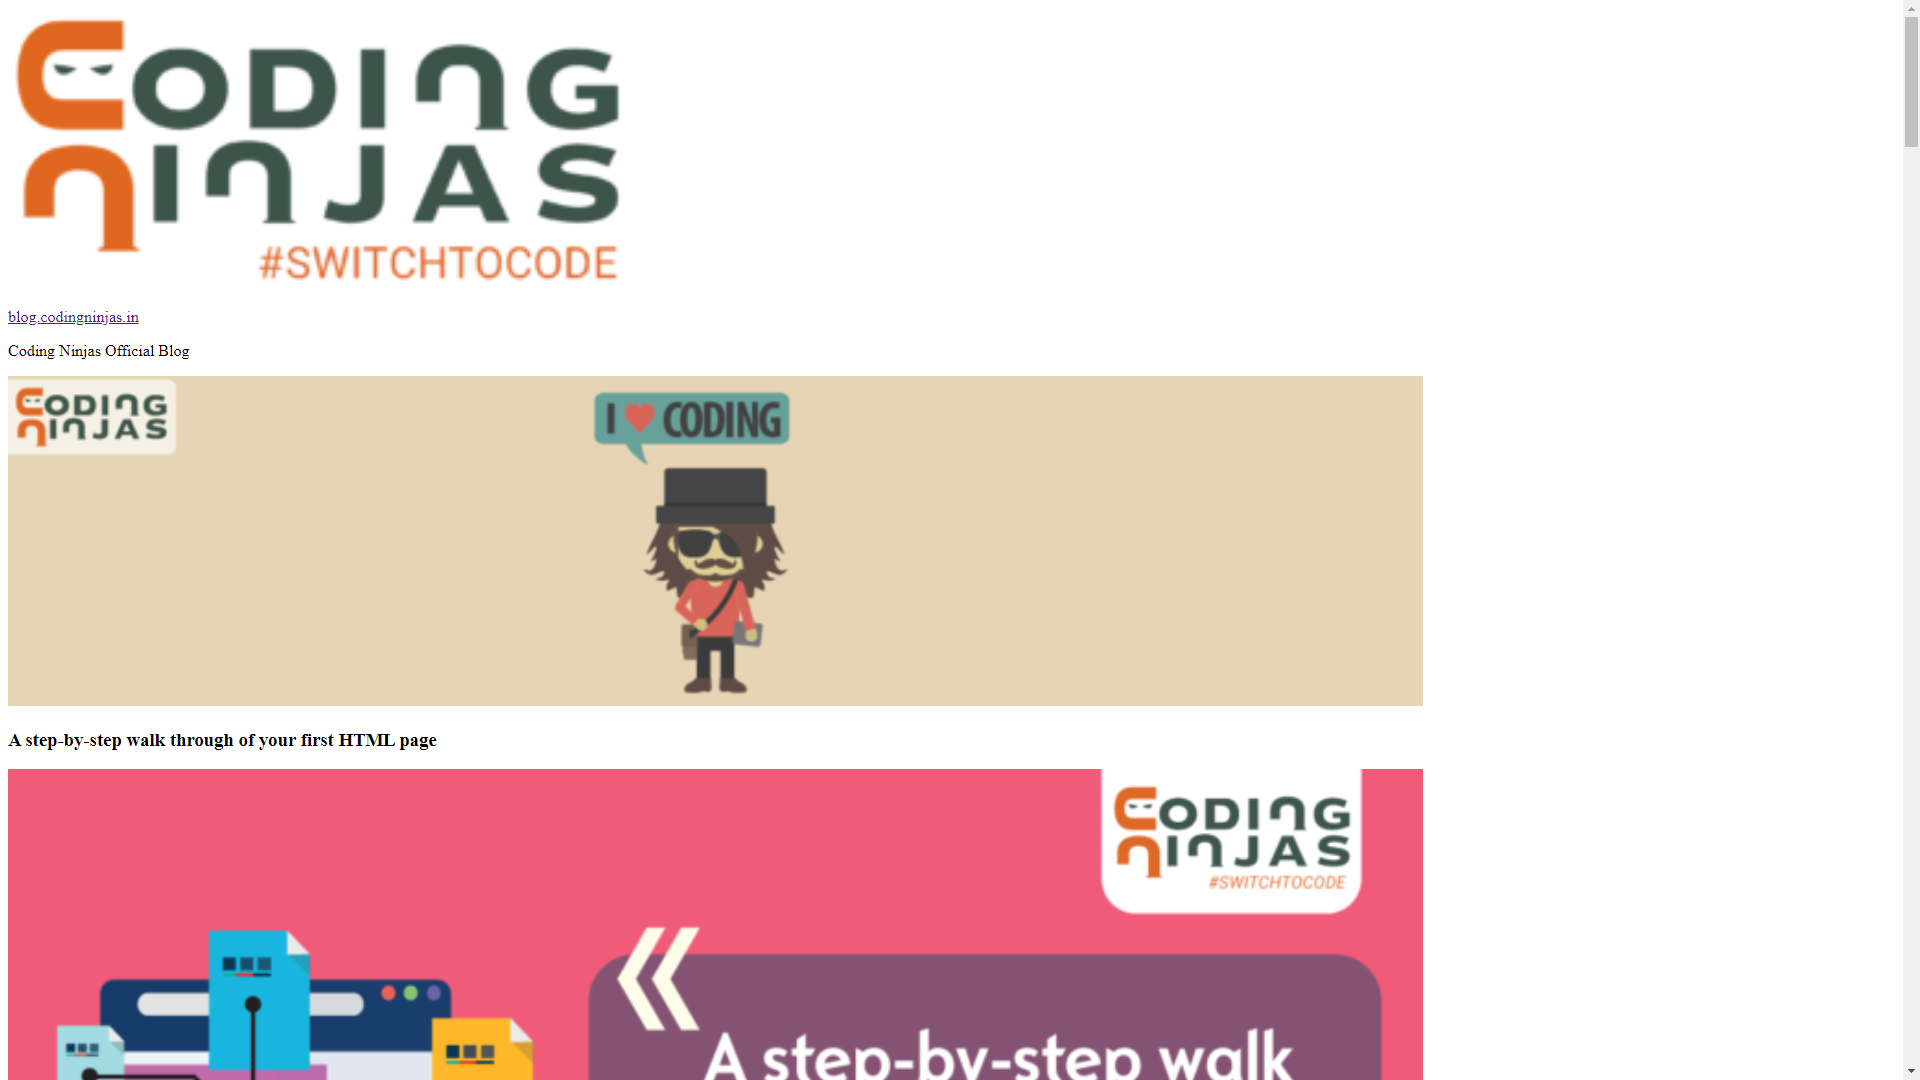 CODING
NINJAS
#SWITCHTOCODE
blog.codingninjas.in
Coding Ninjas Official Blog
CODING
NINJAS
I ❤ CODING
A step-by-step walk through of your first HTML page
CODING
NINJAS
#SWITCHTOCODE
A step-by-step walk